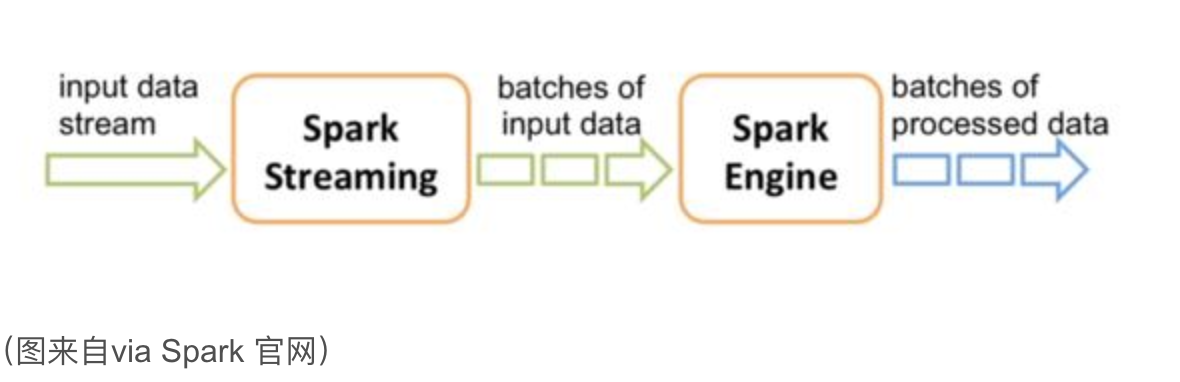 input data
stream
Spark
Streaming
batches of
input data
Spark
Engine
batches of
processed data
（图来自via Spark 官网）